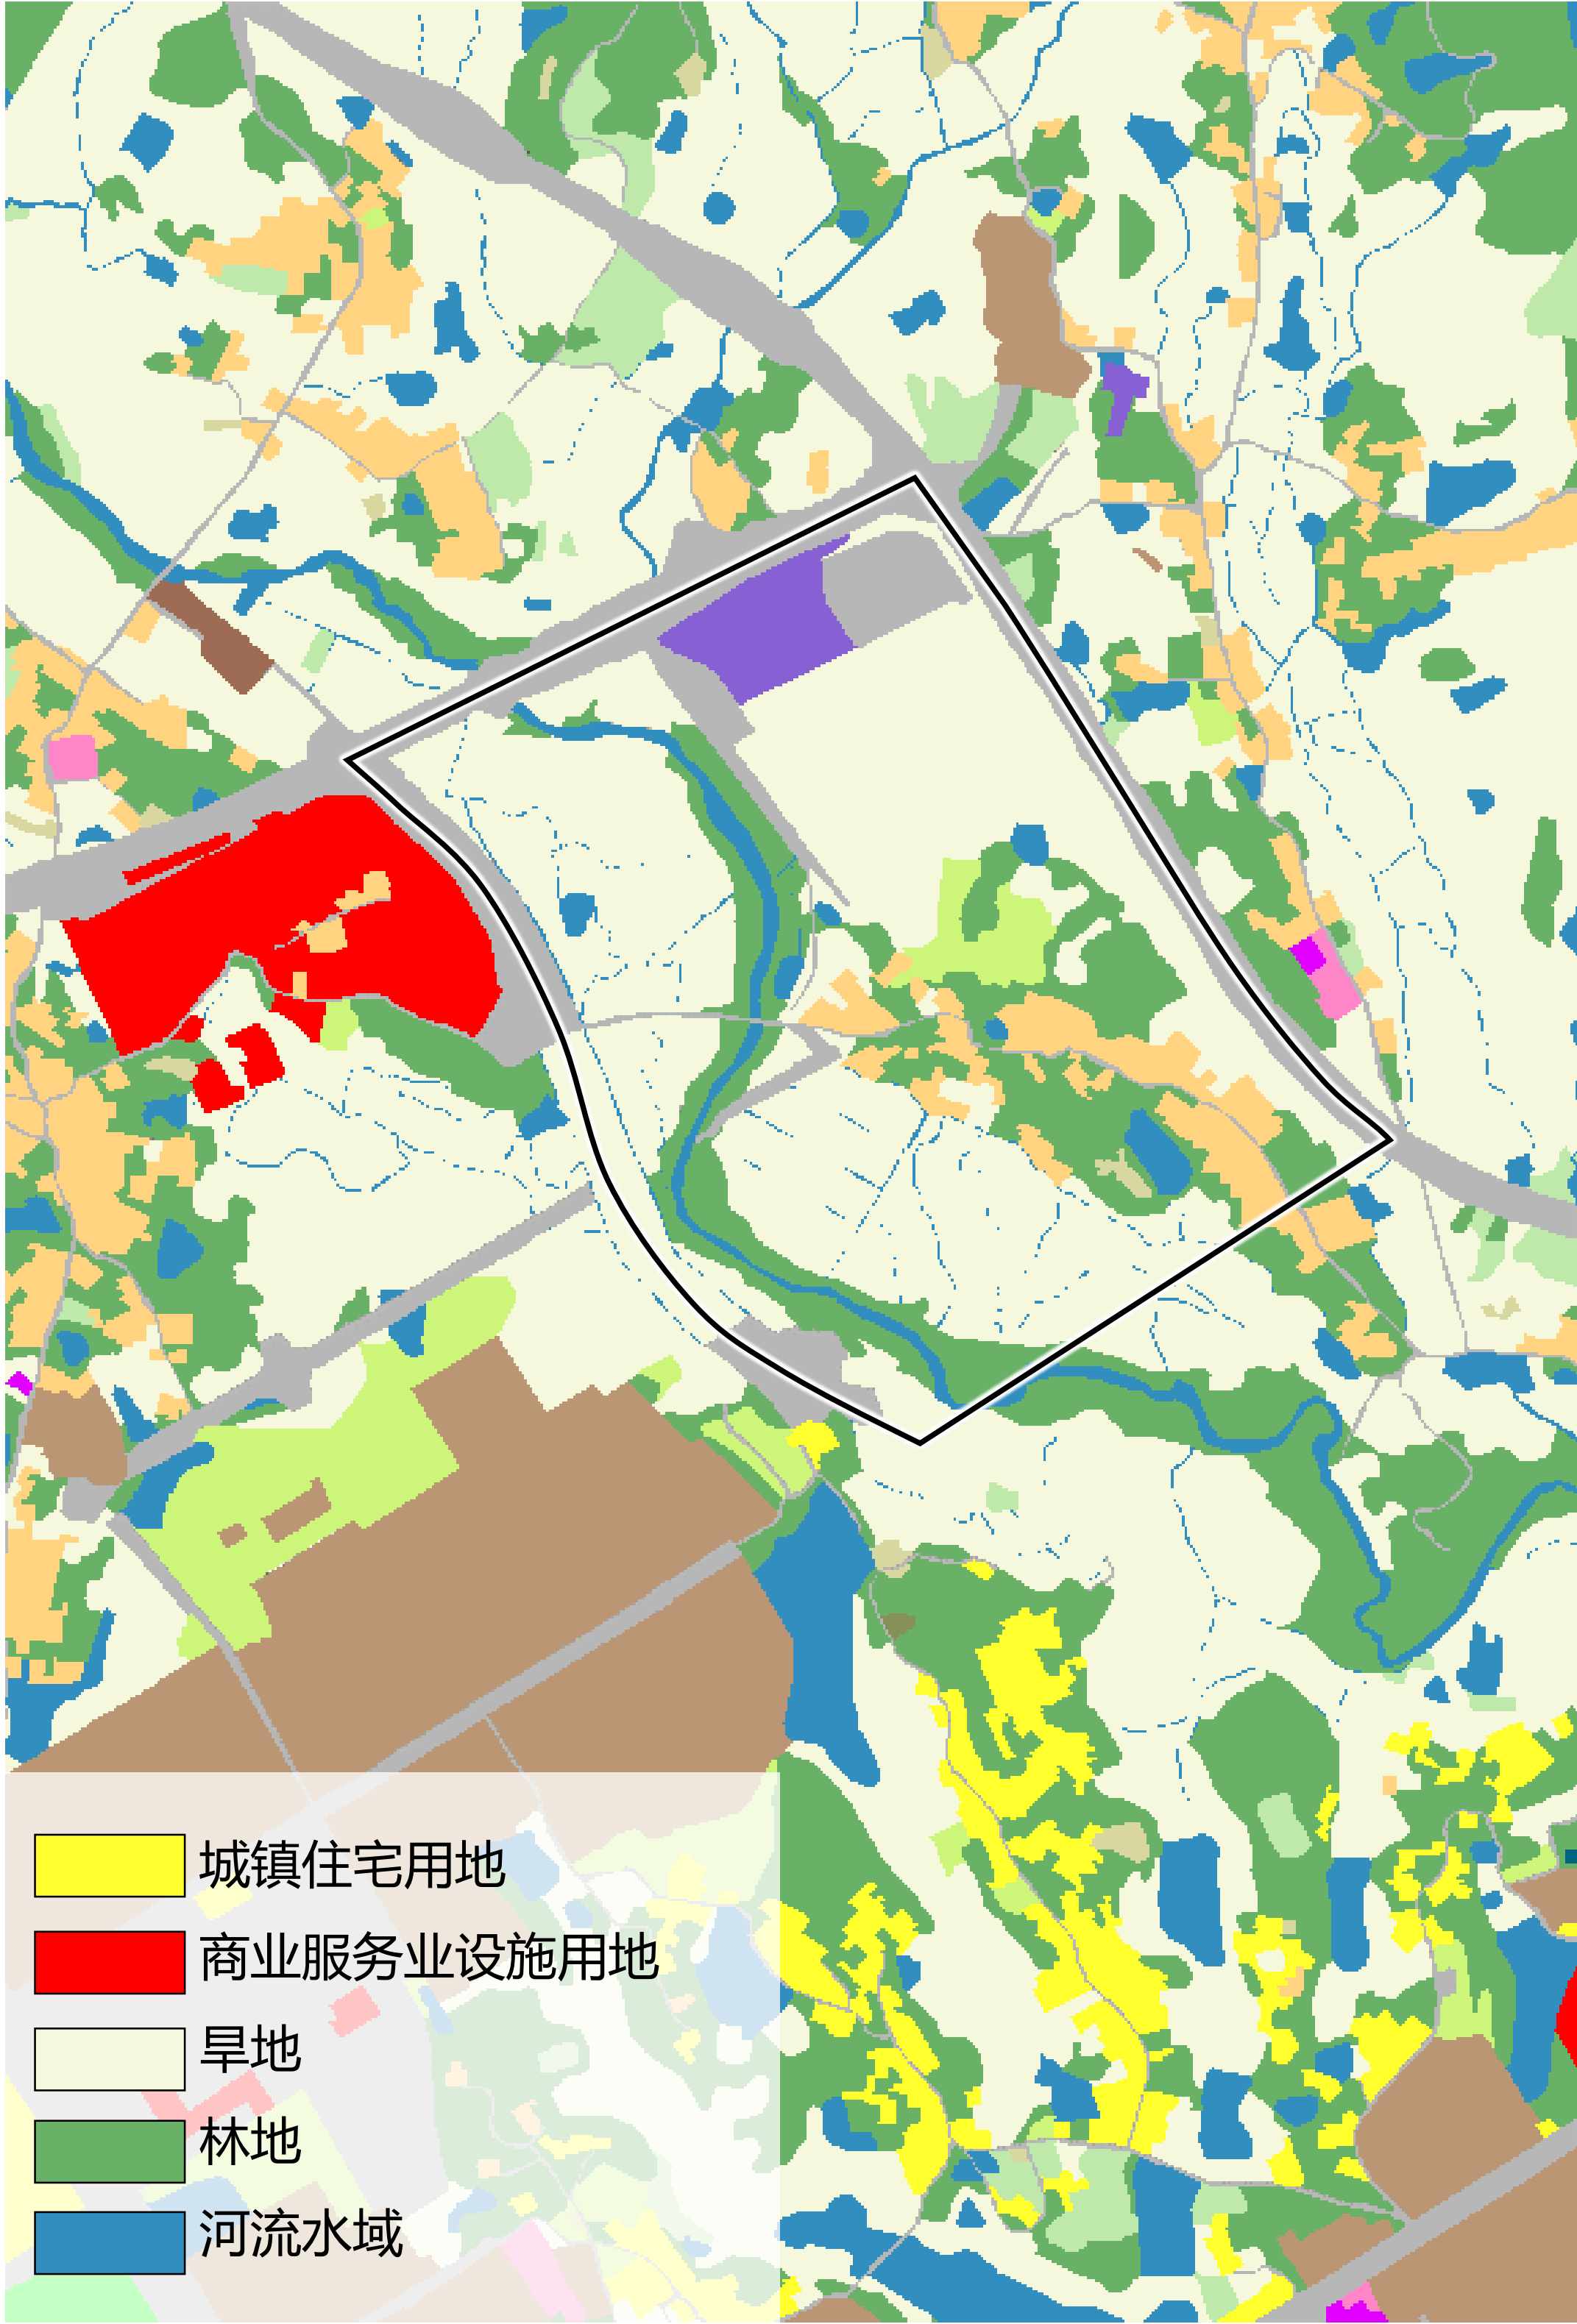 城镇住宅用地
商业服务业设施用地
旱地
林地
河流水域